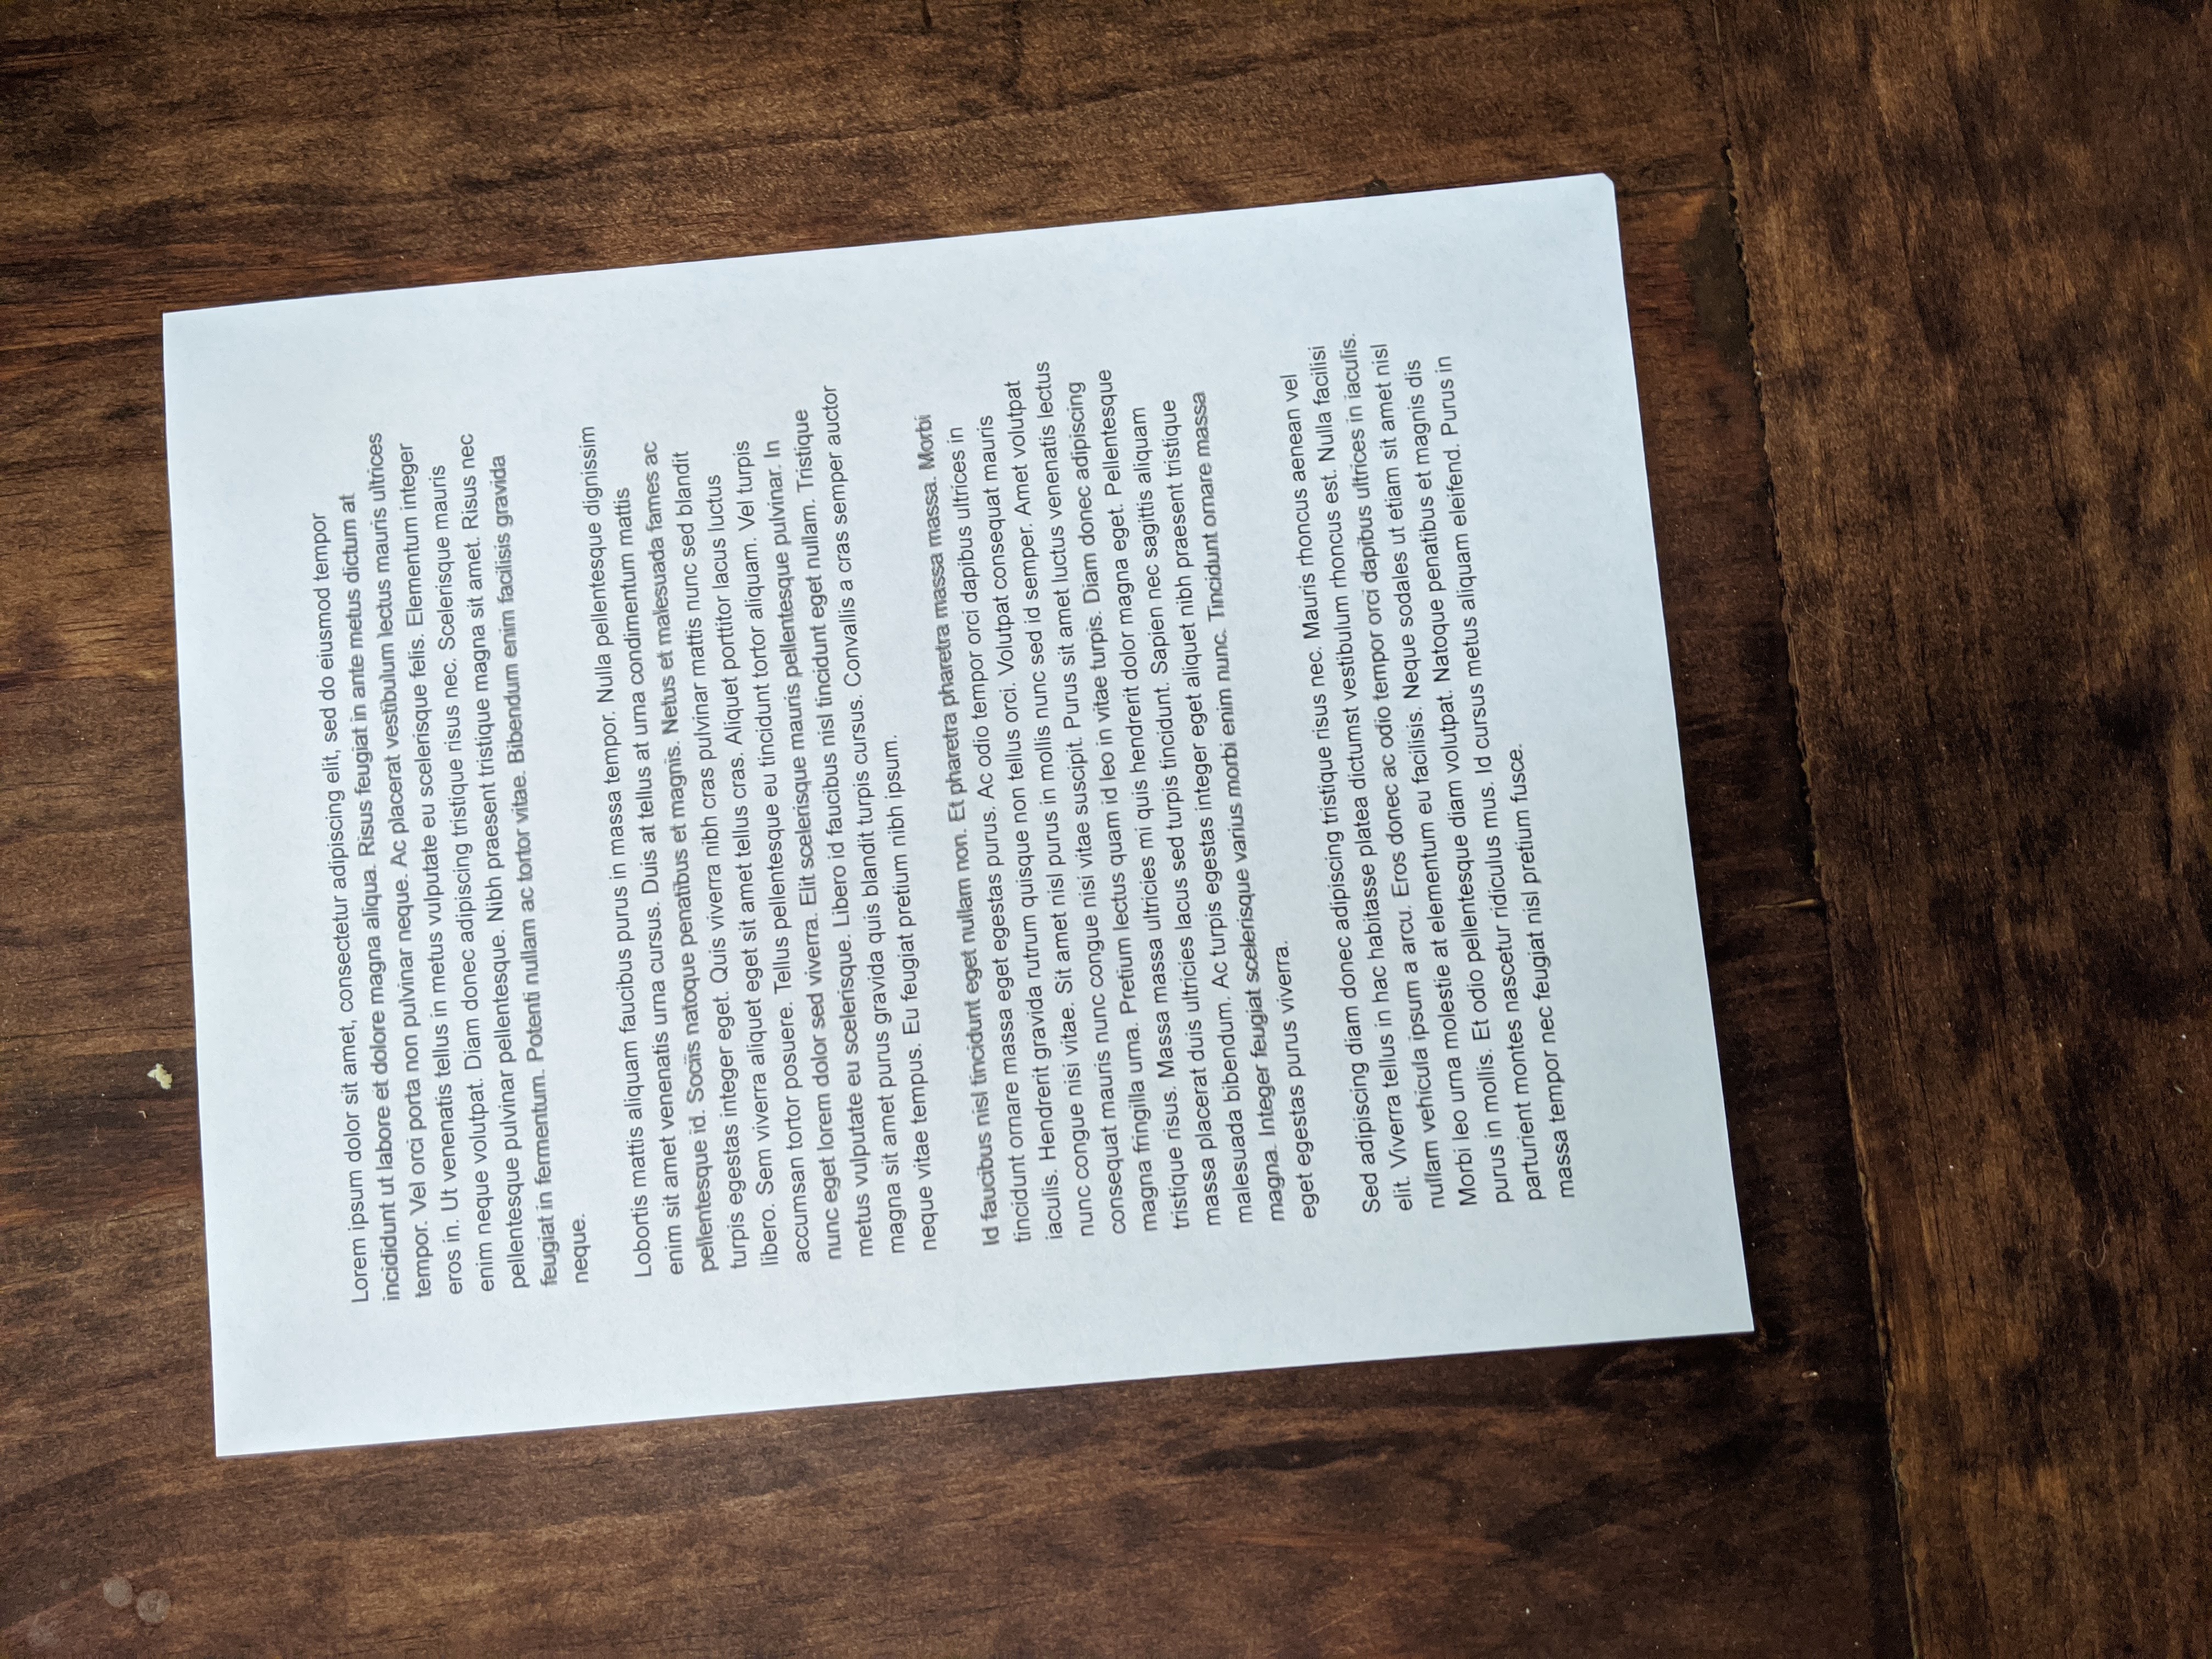 Lorem ipsum dolor sit amet, consectetur adipiscing elit, sed do eiusmod tempor
incididunt ut labore et dolore magna aliqua. Risus feugiat in ante metus dictum at
tempor. Vel orci porta non pulvinar neque. Ac placerat vestibulum lectus mauris ultrices
eros in. Ut venenatis tellus in metus vulputate eu scelerisque felis. Elementum integer
enim neque volutpat. Diam donec adipiscing tristique risus nec. Scelerisque mauris
pellentesque pulvinar pellentesque. Nibh praesent tristique magna sit amet. Risus nec
feugiat in fermentum. Potenti nullam ac tortor vitae. Bibendum enim facilisis gravida
neque.
Lobortis mattis aliquam faucibus purus in massa tempor. Nulla pellentesque dignissim
enim sit amet venenatis urna cursus. Duis at tellus at urna condimentum mattis
pellentesque id. Sociis natoque penatibus et magnis. Netus et malesuada fames ac
turpis egestas integer eget. Quis viverra nibh cras pulvinar mattis nunc sed blandit
libero. Sem viverra aliquet eget sit amet tellus cras. Aliquet porttitor lacus luctus
accumsan tortor posuere. Tellus pellentesque eu tincidunt tortor aliquam. Vel turpis
nunc eget lorem dolor sed viverra. Elit scelerisque mauris pellentesque pulvinar. In
metus vulputate eu scelerisque. Libero id faucibus nisl tincidunt eget nullam. Tristique
magna sit amet purus gravida quis blandit turpis cursus. Convallis a cras semper auctor
neque vitae tempus. Eu feugiat pretium nibh ipsum.
Id faucibus nisl tincidunt eget nullam non. Et pharetra pharetra massa massa. Morbi
tincidunt ornare massa eget egestas purus. Ac odio tempor orci dapibus ultrices in
iaculis. Hendrerit gravida rutrum quisque non tellus orci. Volutpat consequat mauris
nunc congue nisi vitae. Sit amet nisl purus in mollis nunc sed id semper. Amet volutpat
consequat mauris nunc congue nisi vitae suscipit. Purus sit amet luctus venenatis lectus
magna fringilla urna. Pretium lectus quam id leo in vitae turpis. Diam donec adipiscing
tristique risus. Massa massa ultricies mi quis hendrerit dolor magna eget. Pellentesque
massa placerat duis ultricies lacus sed turpis tincidunt. Sapien nec sagittis aliquam
malesuada bibendum. Ac turpis egestas integer eget aliquet nibh praesent tristique
magna. Integer feugiat scelerisque varius morbi enim nunc. Tincidunt ornare massa
eget egestas purus viverra.
Sed adipiscing diam donec adipiscing tristique risus nec. Mauris rhoncus aenean vel
elit. Viverra tellus in hac habitasse platea dictumst vestibulum rhoncus est. Nulla facilisi
nullam vehicula ipsum a arcu. Eros donec ac odio tempor orci dapibus ultrices in iaculis.
Morbi leo urna molestie at elementum eu facilisis. Neque sodales ut etiam sit amet nisl
purus in mollis. Et odio pellentesque diam volutpat. Natoque penatibus et magnis dis
parturient montes nascetur ridiculus mus. Id cursus metus aliquam eleifend. Purus in
massa tempor nec feugiat nisl pretium fusce.